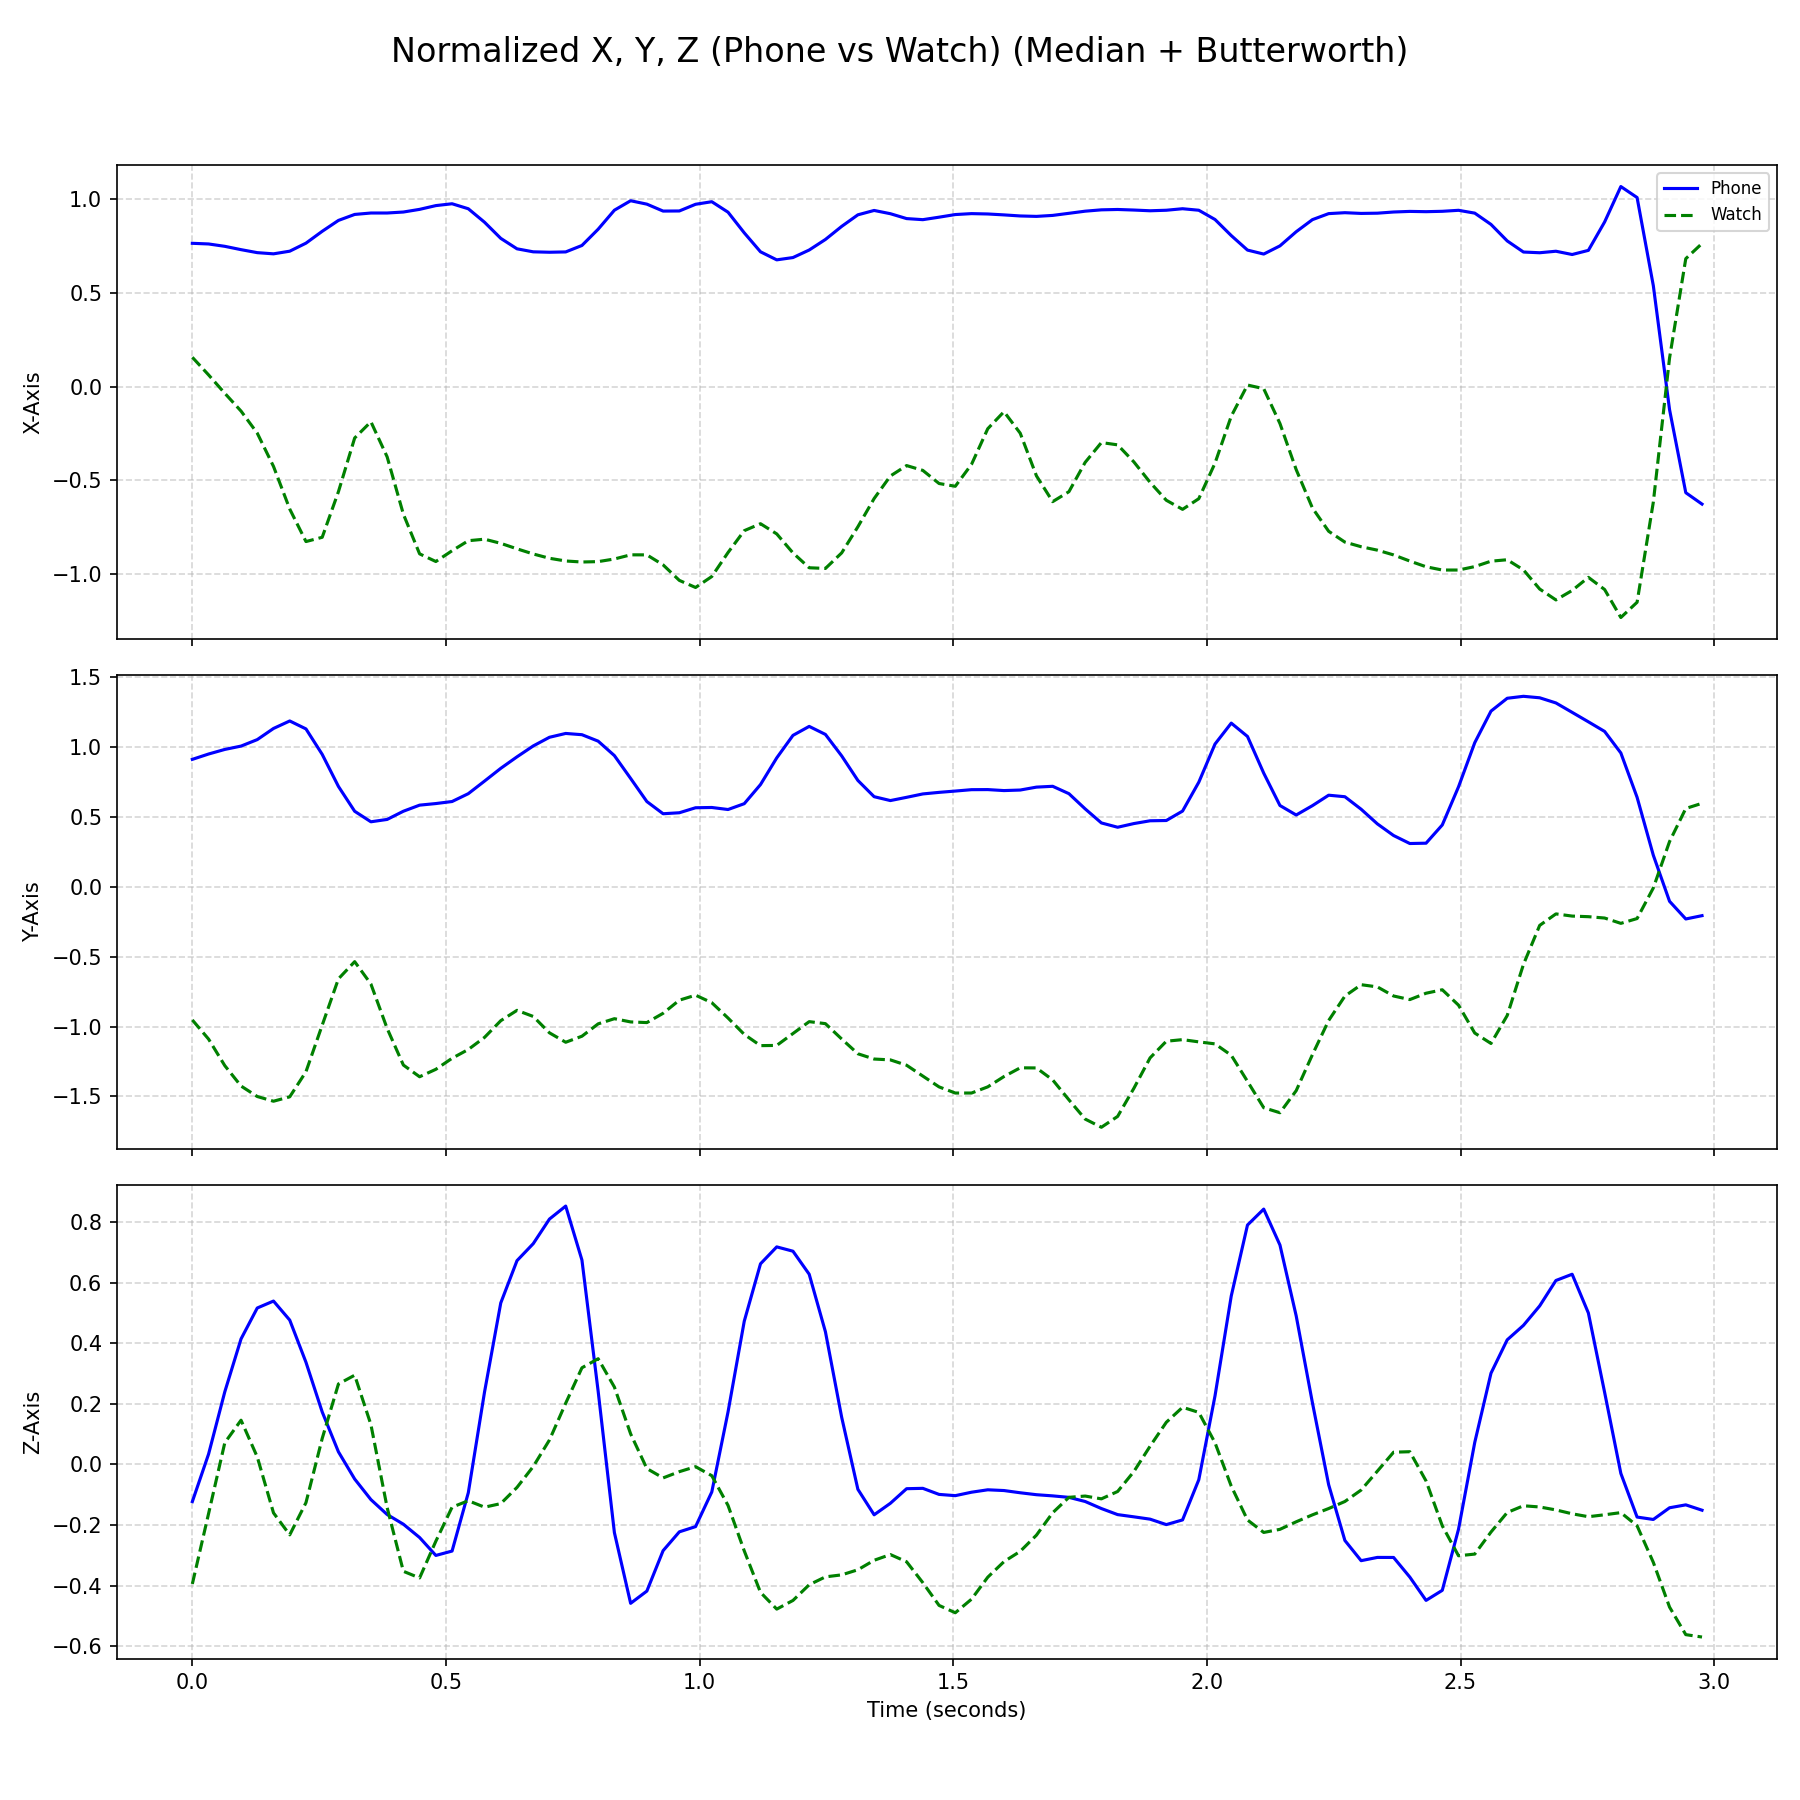 Normalized X, Y, Z (Phone vs Watch) (Median + Butterworth)
Phone
Watch
X-Axis
1.0
0.5
0.0
−0.5
−1.0
Y-Axis
1.5
1.0
0.5
0.0
−0.5
−1.0
−1.5
Z-Axis
0.8
0.6
0.4
0.2
0.0
−0.2
−0.4
−0.6
0.0 0.5 1.0 1.5 2.0 2.5 3.0
Time (seconds)